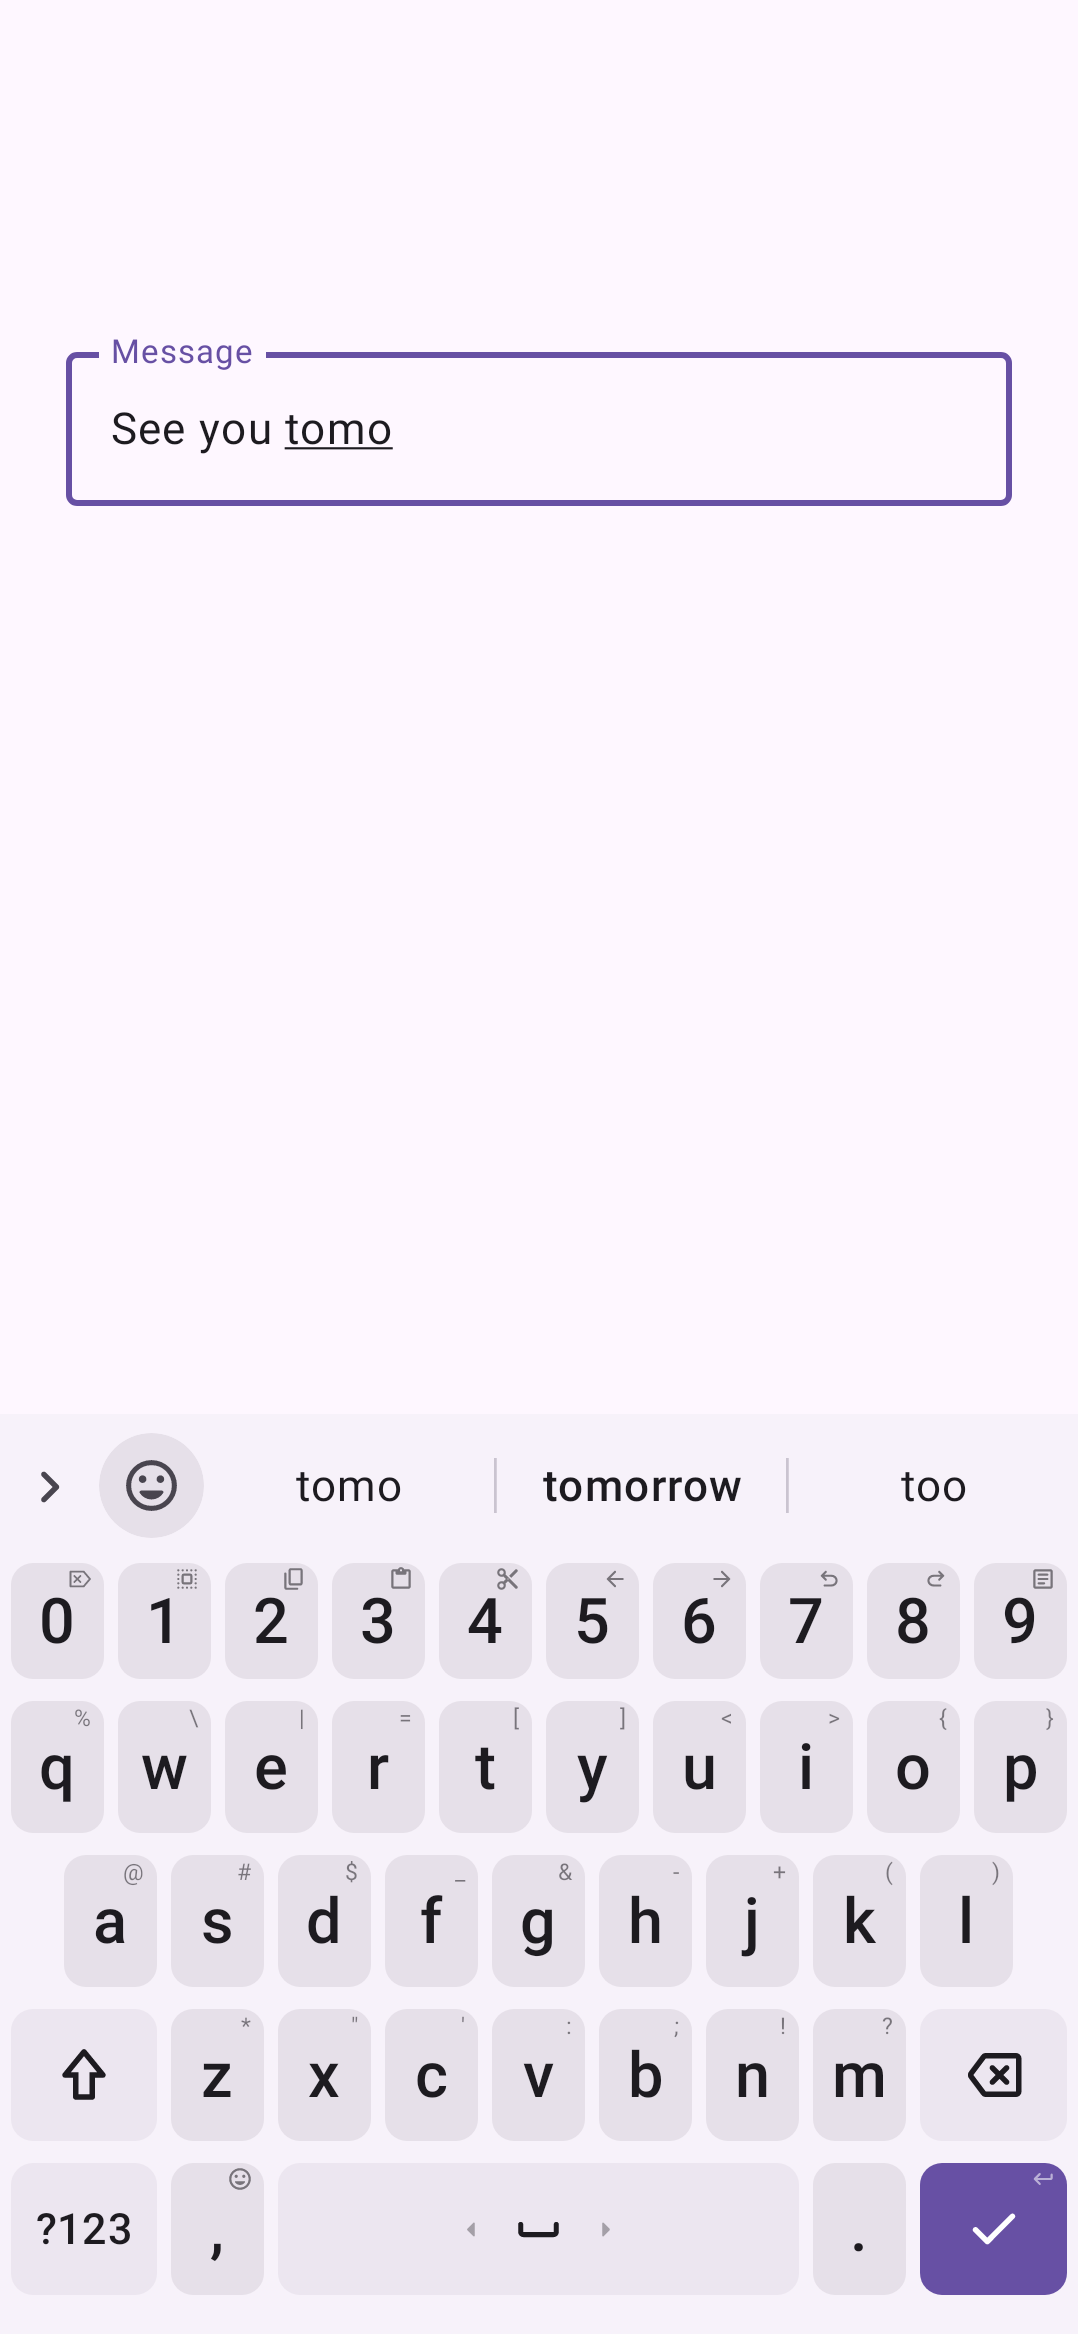 Message
See you tomo
tomo tomorrow too
0 1 2 3 4 5 6 7 8 9
% \ | = [ ] < > { }
q w e r t y u i o p
@ # $ _ & - + ( )
a s d f g h j k l
* " ' : ; ! ?
z x c v b n m
?123 , .